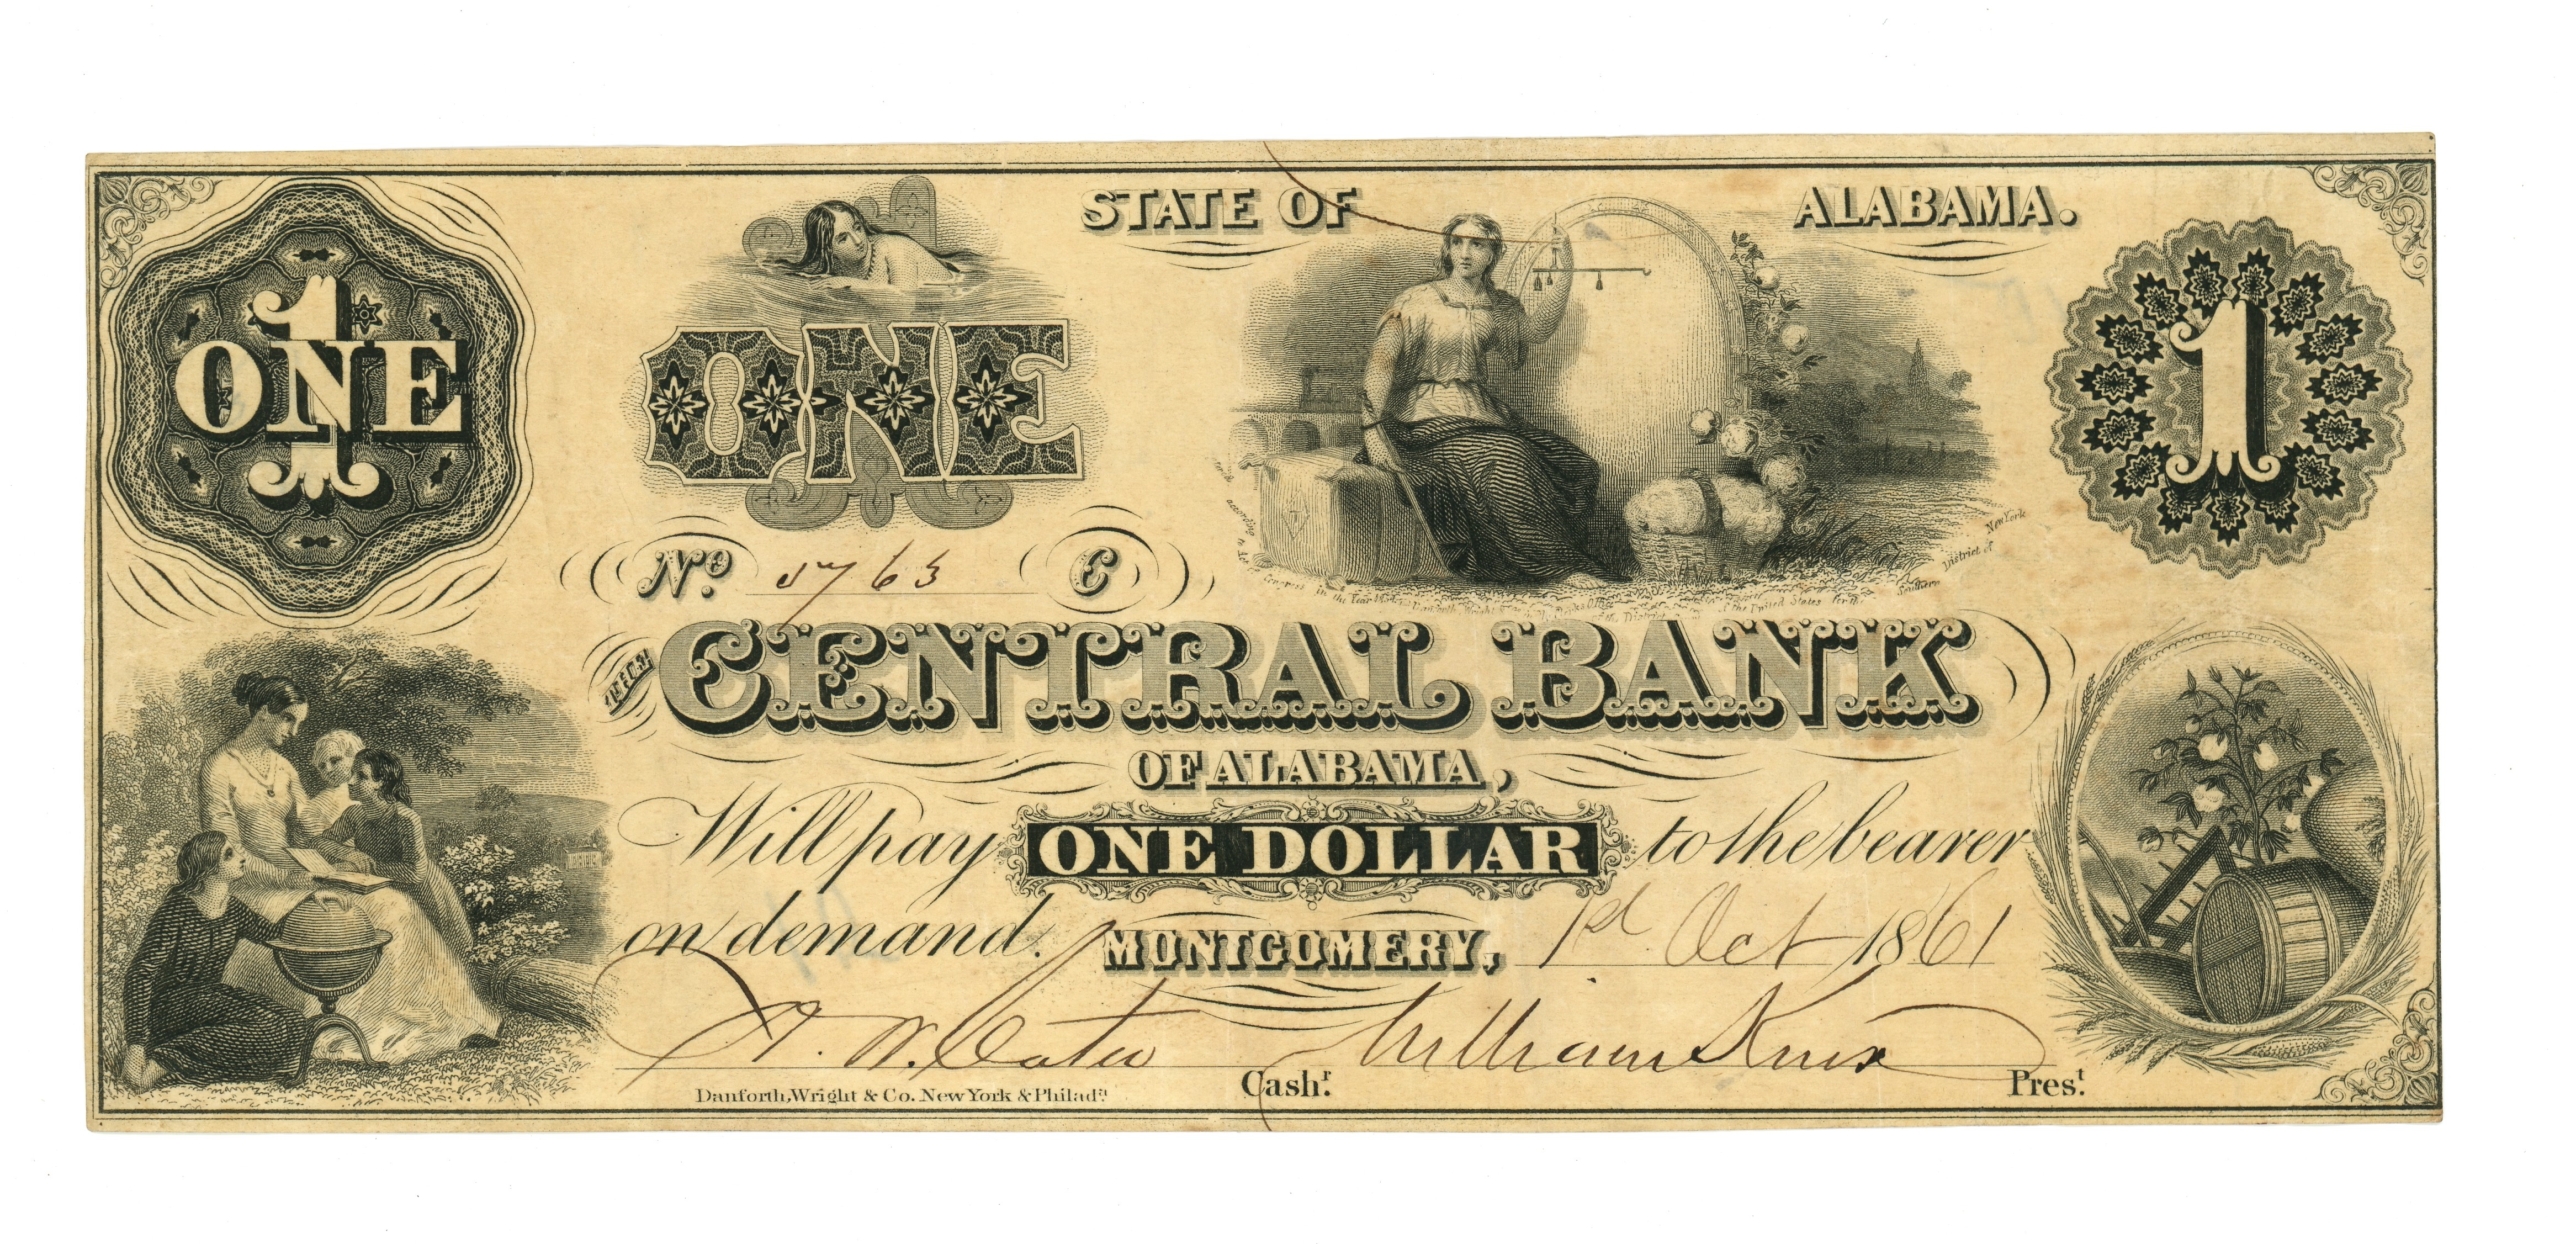 STATE OF ALABAMA.
1
ONE
ONE
1
No. 5763 C
THE CENTRAL BANK
OF ALABAMA,
Will pay ONE DOLLAR to the bearer
on demand. MONTGOMERY, 1st Oct 1861
William Knox
Cashr. Prest.
Danforth, Wright & Co. New York & Philada.